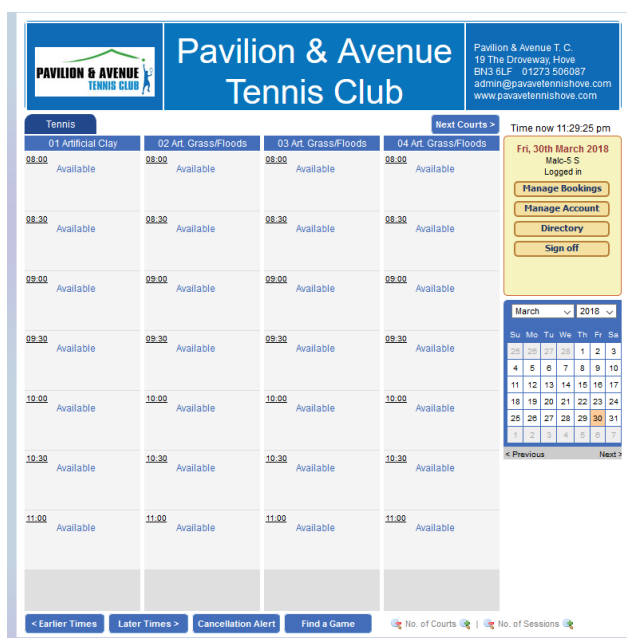 PAVILION & AVENUE
TENNIS CLUB
Pavilion & Avenue
Tennis Club
Pavilion & Avenue T. C.
19 The Droveway, Hove
BN3 6LF 01273 506087
admin@pavavetennishove.com
www.pavavetennishove.com
Tennis
Next Courts >
01 Artificial Clay 02 Art. Grass/Floods 03 Art. Grass/Floods 04 Art. Grass/Floods
08:00 08:00 08:00 08:00
Available Available Available Available
08:30 08:30 08:30 08:30
Available Available Available Available
09:00 09:00 09:00 09:00
Available Available Available Available
09:30 09:30 09:30 09:30
Available Available Available Available
10:00 10:00 10:00 10:00
Available Available Available Available
10:30 10:30 10:30 10:30
Available Available Available Available
11:00 11:00 11:00 11:00
Available Available Available Available
Time now 11:29:25 pm
Fri, 30th March 2018
Malc-5 S
Logged in
Manage Bookings
Manage Account
Directory
Sign off
March 2018
Su Mo Tu We Th Fr Sa
25 26 27 28 1 2 3
4 5 6 7 8 9 10
11 12 13 14 15 16 17
18 19 20 21 22 23 24
25 26 27 28 29 30 31
1 2 3 4 5 6 7
< Previous Next >
< Earlier Times Later Times > Cancellation Alert Find a Game No. of Courts | No. of Sessions